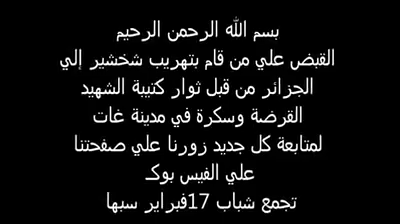 بسم الله الرحمن الرحيم
القبض علي من قام بتهريب شخشير إلي
الجزائر من قبل ثوار كتيبة الشهيد
القرضة وسكرة في مدينة غات
لمتابعة كل جديد زورنا علي صفحتنا
علي الفيس بوك
تجمع شباب 17فبراير سبها